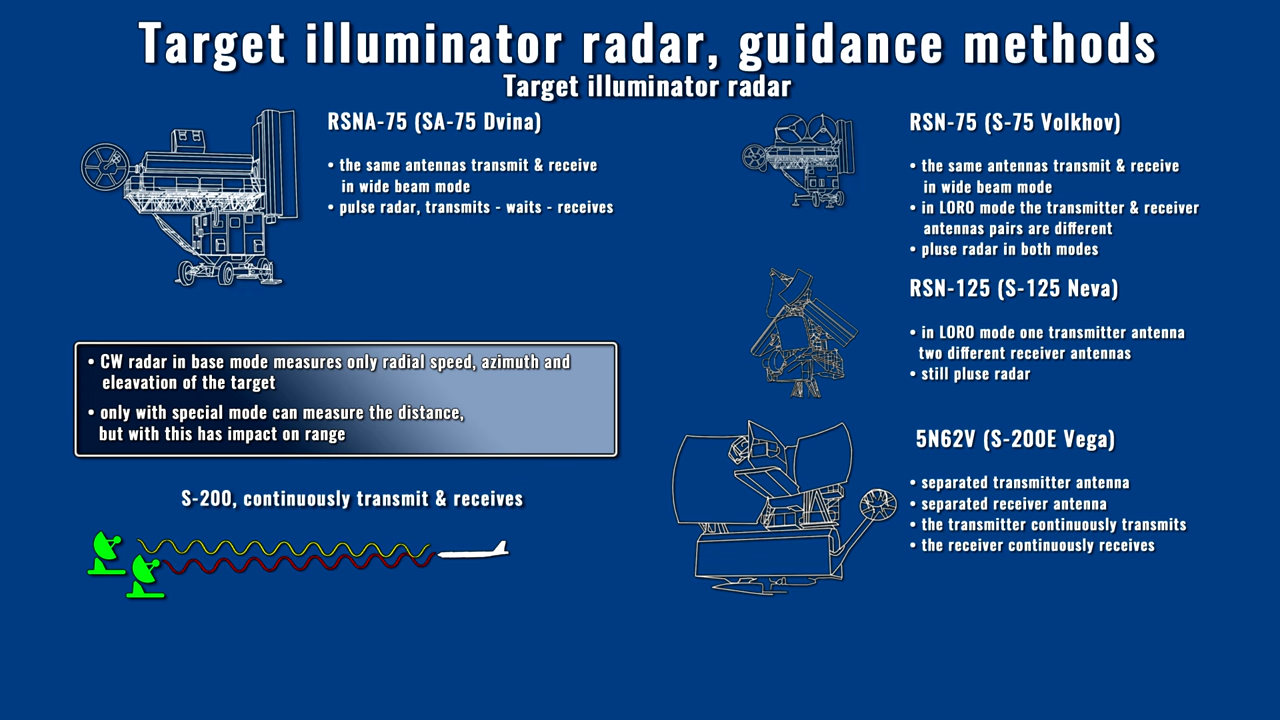 Target illuminator radar, guidance methods
Target illuminator radar
RSNA-75 (SA-75 Dvina)
• the same antennas transmit & receive
in wide beam mode
• pulse radar, transmits - waits - receives
• CW radar in base mode measures only radial speed, azimuth and
eleavation of the target
• only with special mode can measure the distance,
but with this has impact on range
S-200, continuously transmit & receives
RSN-75 (S-75 Volkhov)
• the same antennas transmit & receive
in wide beam mode
• in LORO mode the transmitter & receiver
antennas pairs are different
• pluse radar in both modes
RSN-125 (S-125 Neva)
• in LORO mode one transmitter antenna
two different receiver antennas
• still pluse radar
5N62V (S-200E Vega)
• separated transmitter antenna
• separated receiver antenna
• the transmitter continuously transmits
• the receiver continuously receives